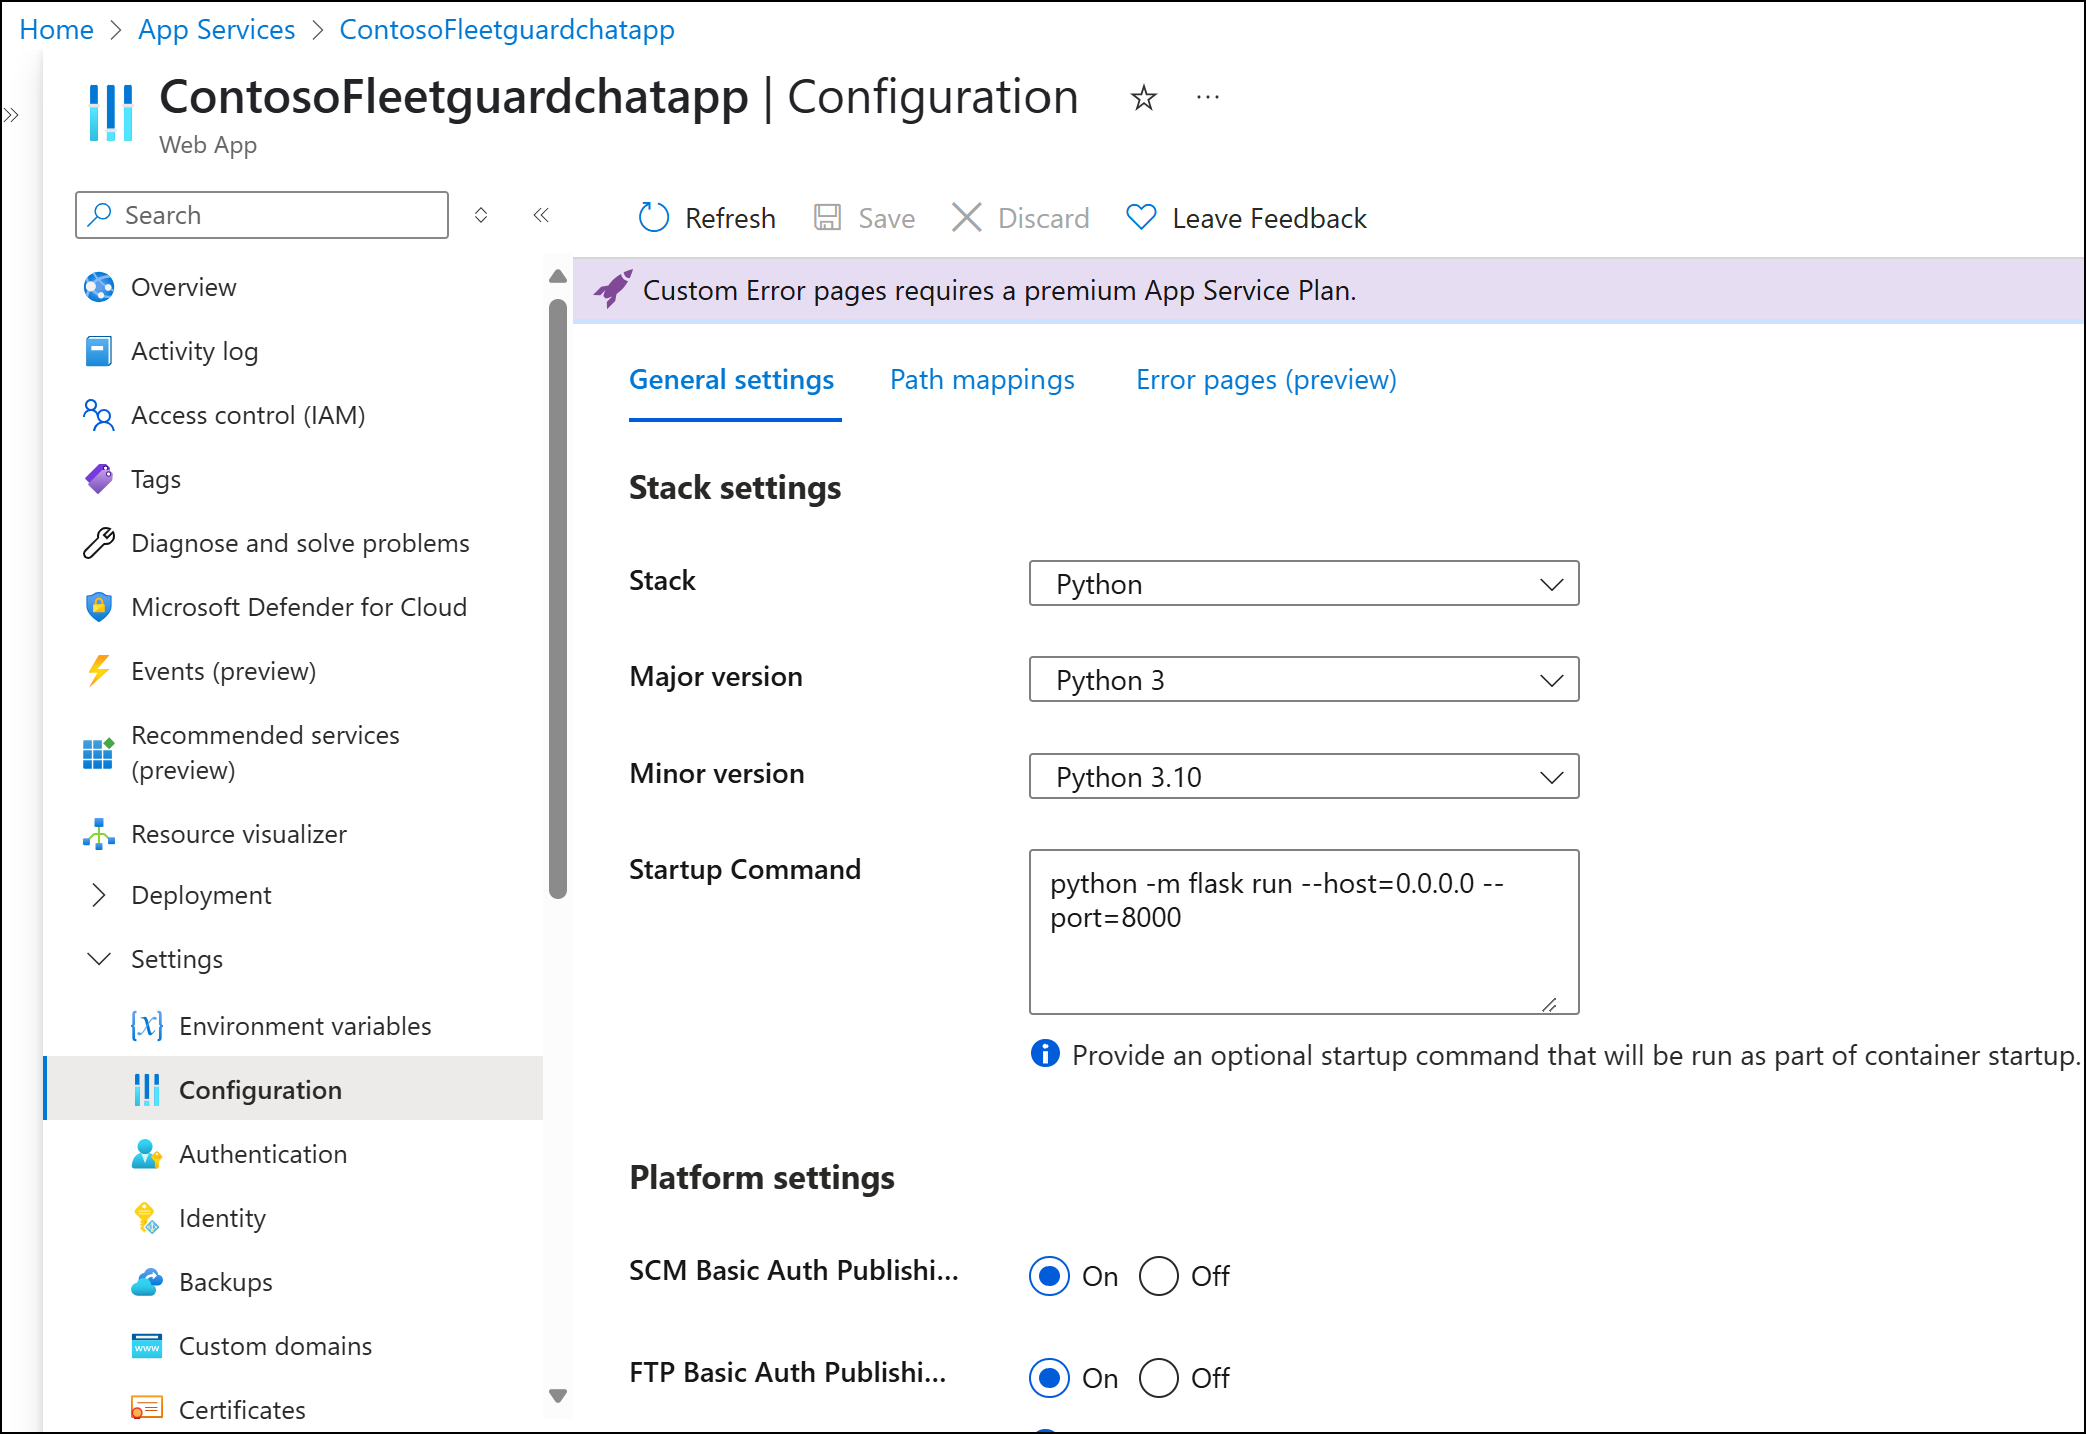 Home > App Services > ContosoFleetguardchatapp
ContosoFleetguardchatapp | Configuration
Web App
Search
Refresh
Save
Discard
Leave Feedback
Custom Error pages requires a premium App Service Plan.
Overview
Activity log
Access control (IAM)
Tags
Diagnose and solve problems
Microsoft Defender for Cloud
Events (preview)
Recommended services
(preview)
Resource visualizer
Deployment
Settings
Environment variables
Configuration
Authentication
Identity
Backups
Custom domains
Certificates
General settings
Path mappings
Error pages (preview)
Stack settings
Stack
Python
Major version
Python 3
Minor version
Python 3.10
Startup Command
python -m flask run --host=0.0.0.0 --
port=8000
Provide an optional startup command that will be run as part of container startup.
Platform settings
SCM Basic Auth Publishi...
On
Off
FTP Basic Auth Publishi...
On
Off